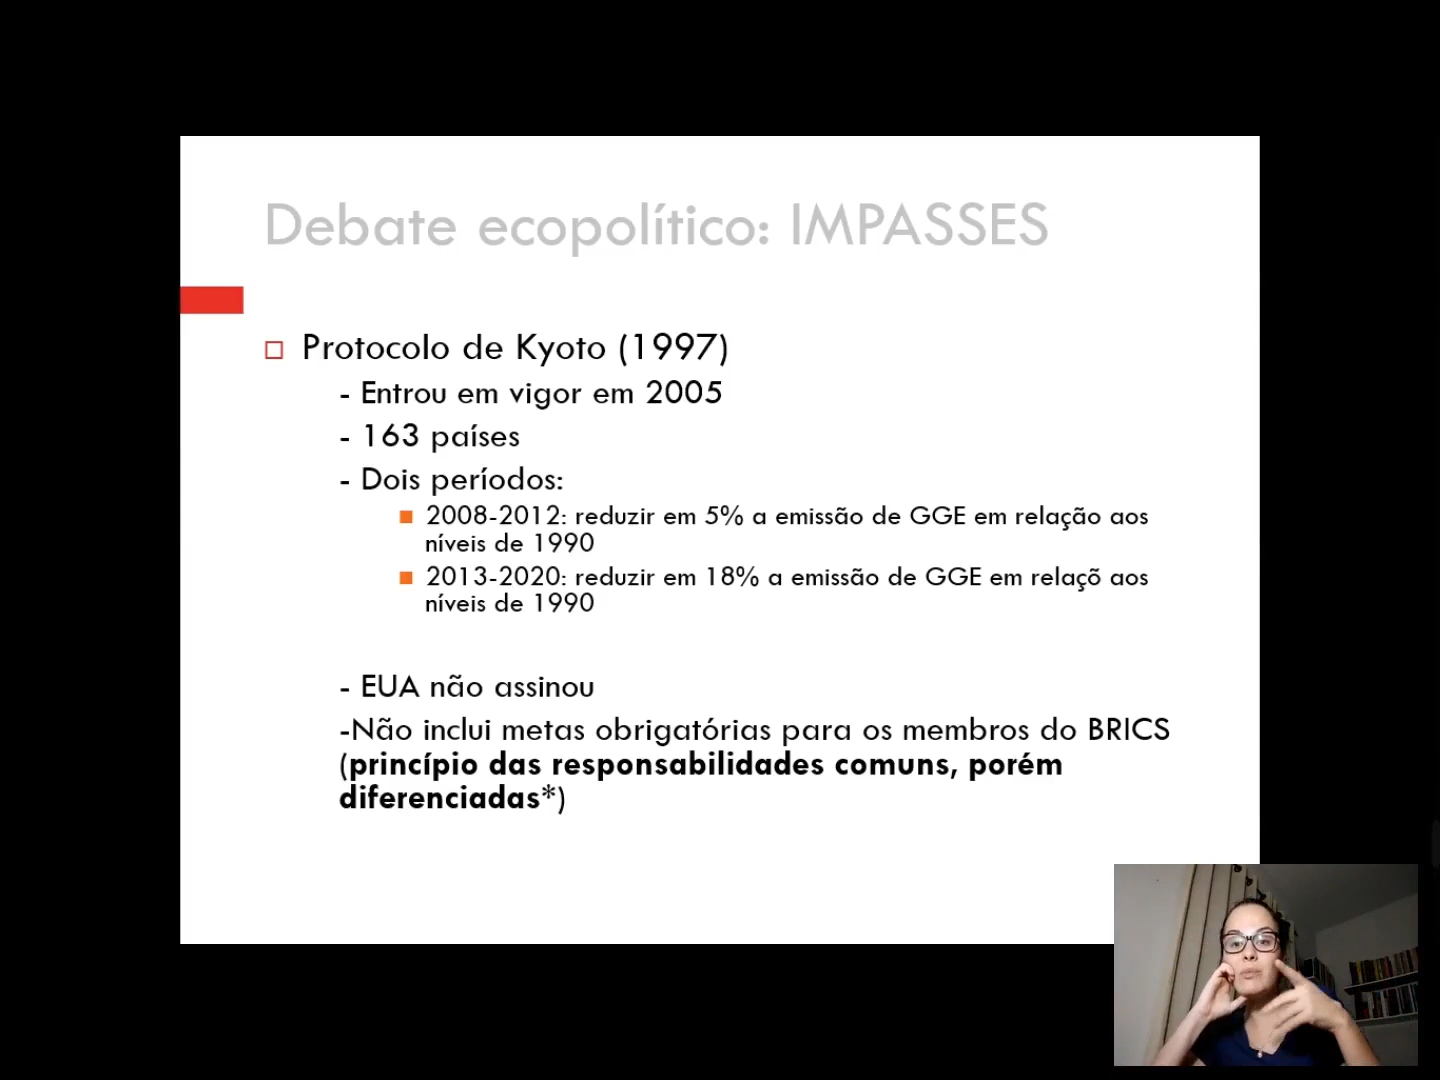 Debate ecopolítico: IMPASSES
Protocolo de Kyoto (1997)
- Entrou em vigor em 2005
- 163 países
- Dois períodos:
2008-2012: reduzir em 5% a emissão de GGE em relação aos
níveis de 1990
2013-2020: reduzir em 18% a emissão de GGE em relaçõ aos
níveis de 1990
- EUA não assinou
-Não inclui metas obrigatórias para os membros do BRICS
(princípio das responsabilidades comuns, porém
diferenciadas*)